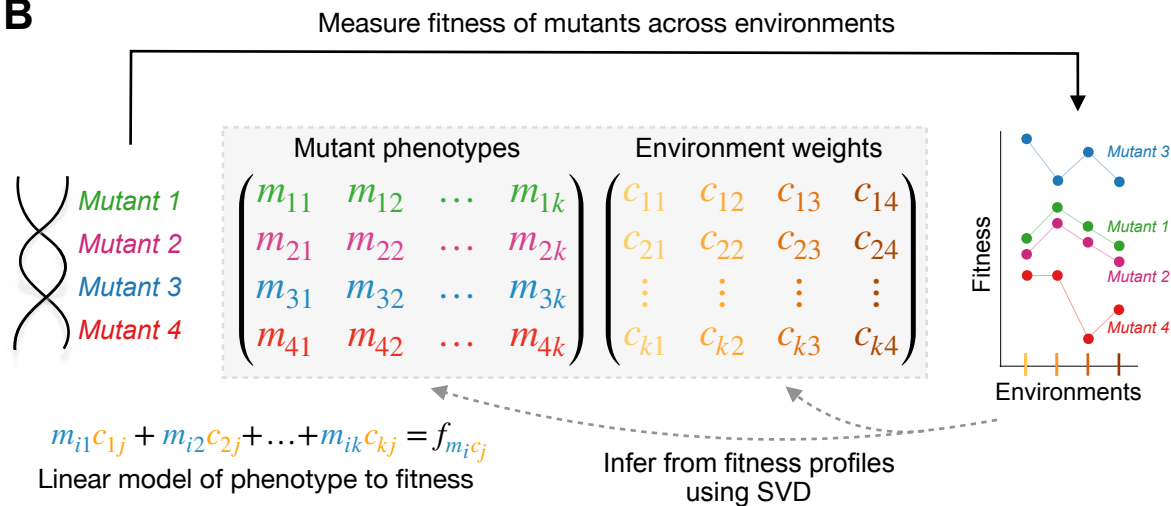 B
Measure fitness of mutants across environments
Mutant phenotypes
Environment weights
Mutant 1
Mutant 2
Mutant 3
Mutant 4
m₁₁ m₁₂ … m₁ₖ
m₂₁ m₂₂ … m₂ₖ
m₃₁ m₃₂ … m₃ₖ
m₄₁ m₄₂ … m₄ₖ
c₁₁ c₁₂ c₁₃ c₁₄
c₂₁ c₂₂ c₂₃ c₂₄
⋮ ⋮ ⋮ ⋮
cₖ₁ cₖ₂ cₖ₃ cₖ₄
Fitness
Mutant 3
Mutant 1
Mutant 2
Mutant 4
Environments
mᵢ₁c₁ⱼ + mᵢ₂c₂ⱼ+…+mᵢₖcₖⱼ = f_{mᵢcⱼ}
Linear model of phenotype to fitness
Infer from fitness profiles
using SVD